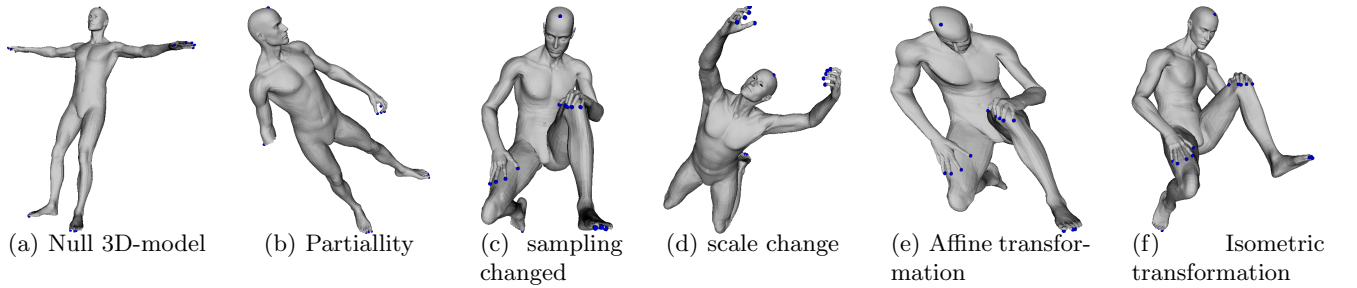 (a) Null 3D-model
(b) Partiallity
(c) sampling
changed
(d) scale change
(e) Affine transfor-
mation
(f) Isometric
transformation